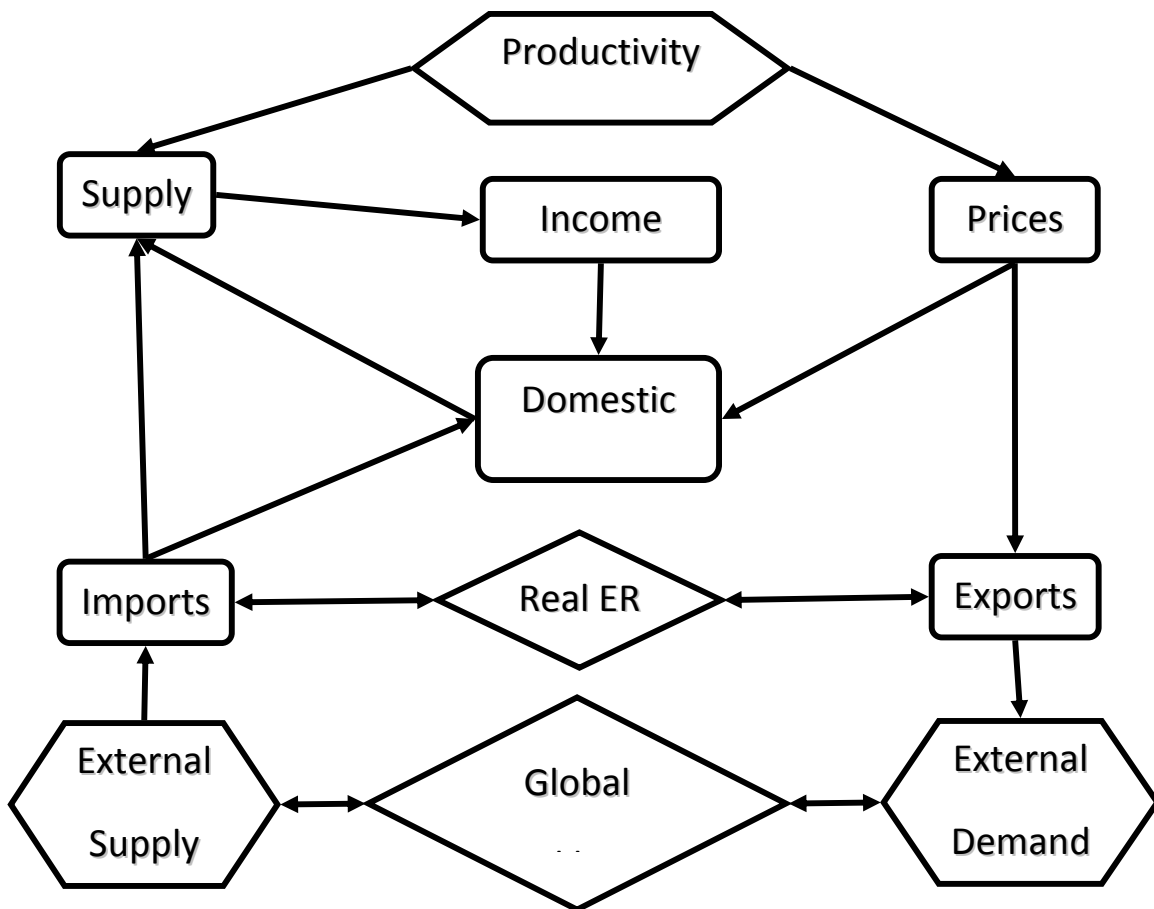 Productivity
Supply
Income
Prices
Domestic
Imports
Real ER
Exports
External
Supply
Global
External
Demand